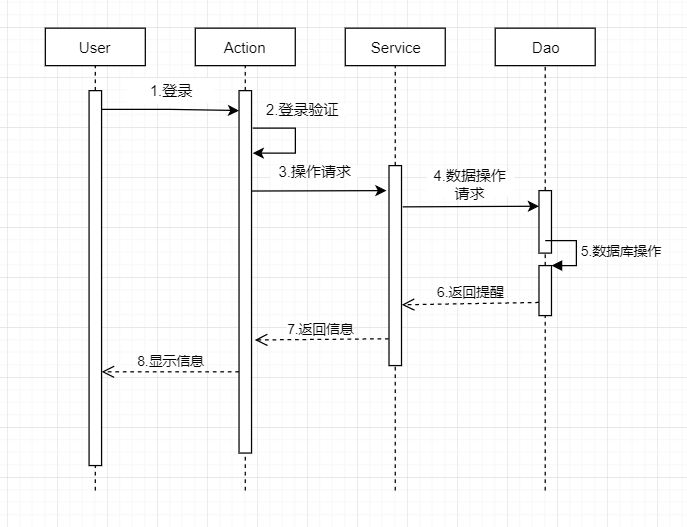 User
Action
Service
Dao
1.登录
2.登录验证
3.操作请求
4.数据操作
请求
5.数据库操作
6.返回提醒
7.返回信息
8.显示信息